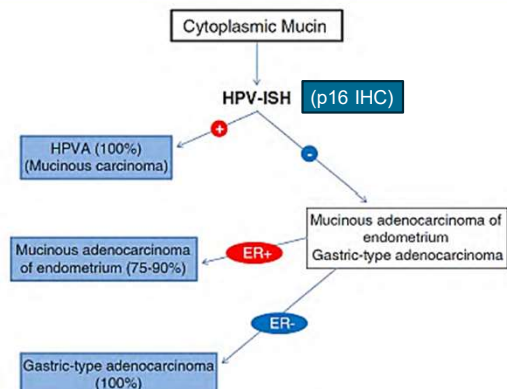 Cytoplasmic Mucin
HPV-ISH (p16 IHC)
+
-
HPVA (100%)
(Mucinous carcinoma)
Mucinous adenocarcinoma of
endometrium
Gastric-type adenocarcinoma
ER+
Mucinous adenocarcinoma
of endometrium (75-90%)
ER-
Gastric-type adenocarcinoma
(100%)